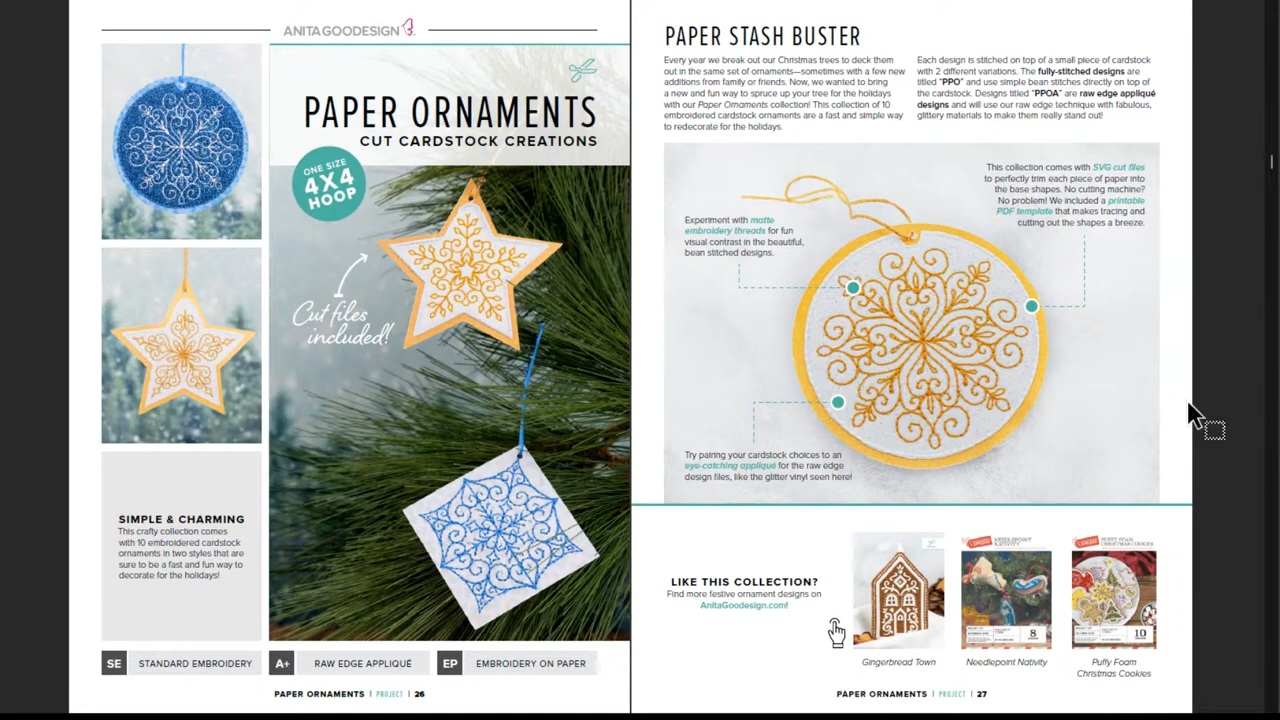 ANITAGOODESIGN
PAPER ORNAMENTS
CUT CARDSTOCK CREATIONS
ONE SIZE
4X4
HOOP
Cut files
included!
SIMPLE & CHARMING
This crafty collection comes
with 10 embroidered cardstock
ornaments in two styles that are
sure to be a fast and fun way to
decorate for the holidays!
SE STANDARD EMBROIDERY A+ RAW EDGE APPLIQUÉ EP EMBOIDERY ON PAPER
PAPER ORNAMENTS | PROJECT | 26
PAPER STASH BUSTER
Every year we break out our Christmas trees to deck them
out in the same set of ornaments—sometimes with a few new
additions from family or friends. Now, we wanted to bring
a new and fun way to spruce up your tree for the holidays
with our Paper Ornaments collection! This collection of 10
embroidered cardstock ornaments are a fast and simple way
to redecorate for the holidays.
Each design is stitched on top of a small piece of cardstock
with 2 different variations. The fully-stitched designs are
titled "PPO" and use simple bean stitches directly on top of
the cardstock. Designs titled "PPOA" are raw edge appliqué
designs and will use our raw edge technique with fabulous,
glittery materials to make them really stand out!
This collection comes with SVG cut files
to perfectly trim each piece of paper into
the base shapes. No cutting machine?
No problem! We included a printable
PDF template that makes tracing and
cutting out the shapes a breeze.
Experiment with matte
embroidery threads for fun
visual contrast in the beautiful,
bean stitched designs.
Try pairing your cardstock choices to an
eye-catching appliqué for the raw edge
design files, like the glitter vinyl seen here!
LIKE THIS COLLECTION?
Find more festive ornament designs on
AnitaGoodesign.com!
NEEDLEPOINT
NATIVITY
8
PUFFY FOAM
CHRISTMAS COOKIES
10
Gingerbread Town
Needlepoint Nativity
Puffy Foam
Christmas Cookies
PAPER ORNAMENTS | PROJECT | 27